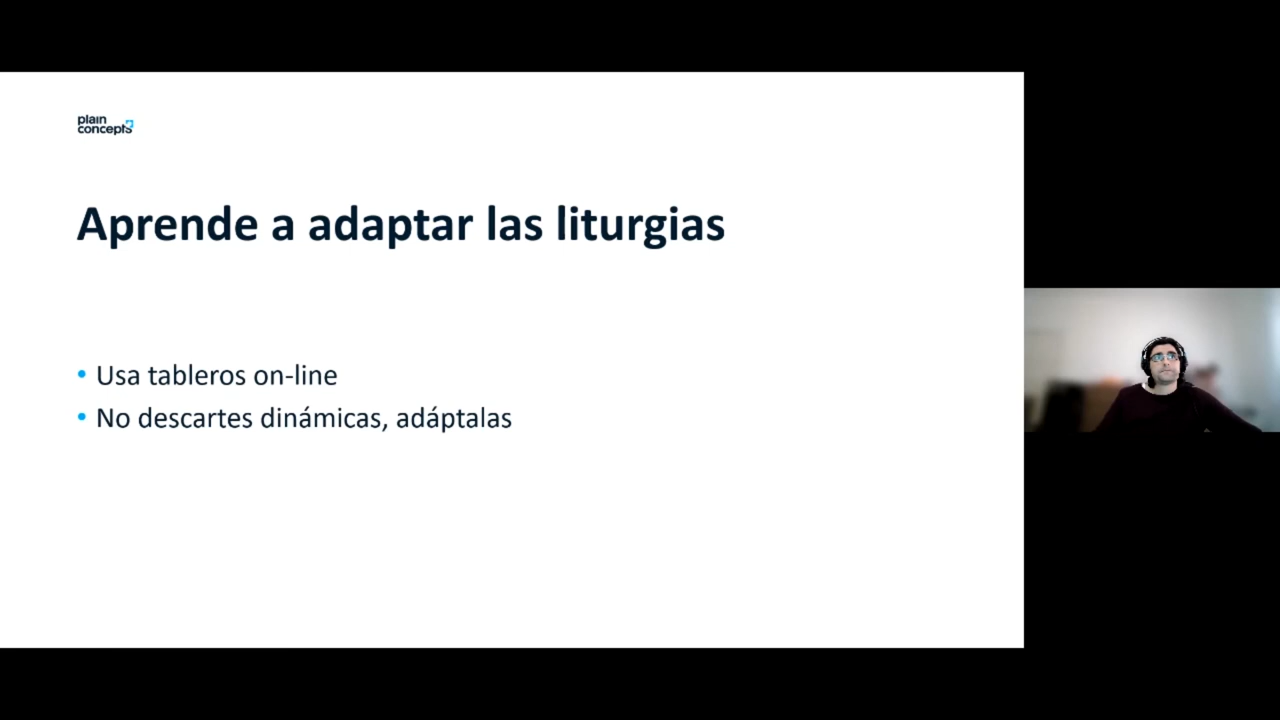 plain
concepts
Aprende a adaptar las liturgias
• Usa tableros on-line
• No descartes dinámicas, adáptalas